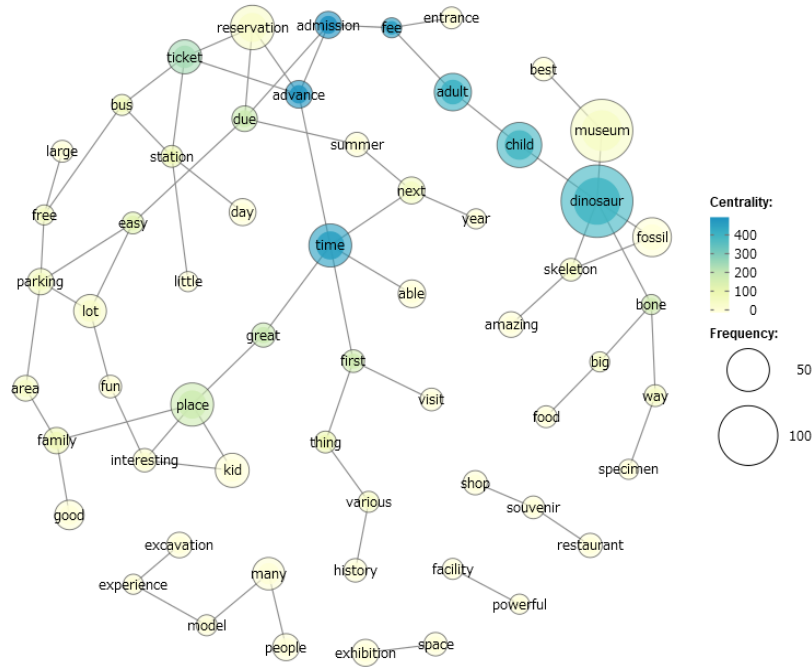 entrance
reservation
admission
fee
ticket
best
advance
adult
bus
due
museum
large
station
summer
child
dinosaur
Centrality:
free
easy
day
next
year
400
fossil
300
time
200
parking
little
skeleton
100
0
lot
able
bone
amazing
Frequency:
great
first
big
50
area
fun
place
visit
way
food
100
family
thing
interesting
kid
specimen
shop
good
various
souvenir
excavation
restaurant
experience
many
history
facility
model
powerful
people
exhibition
space